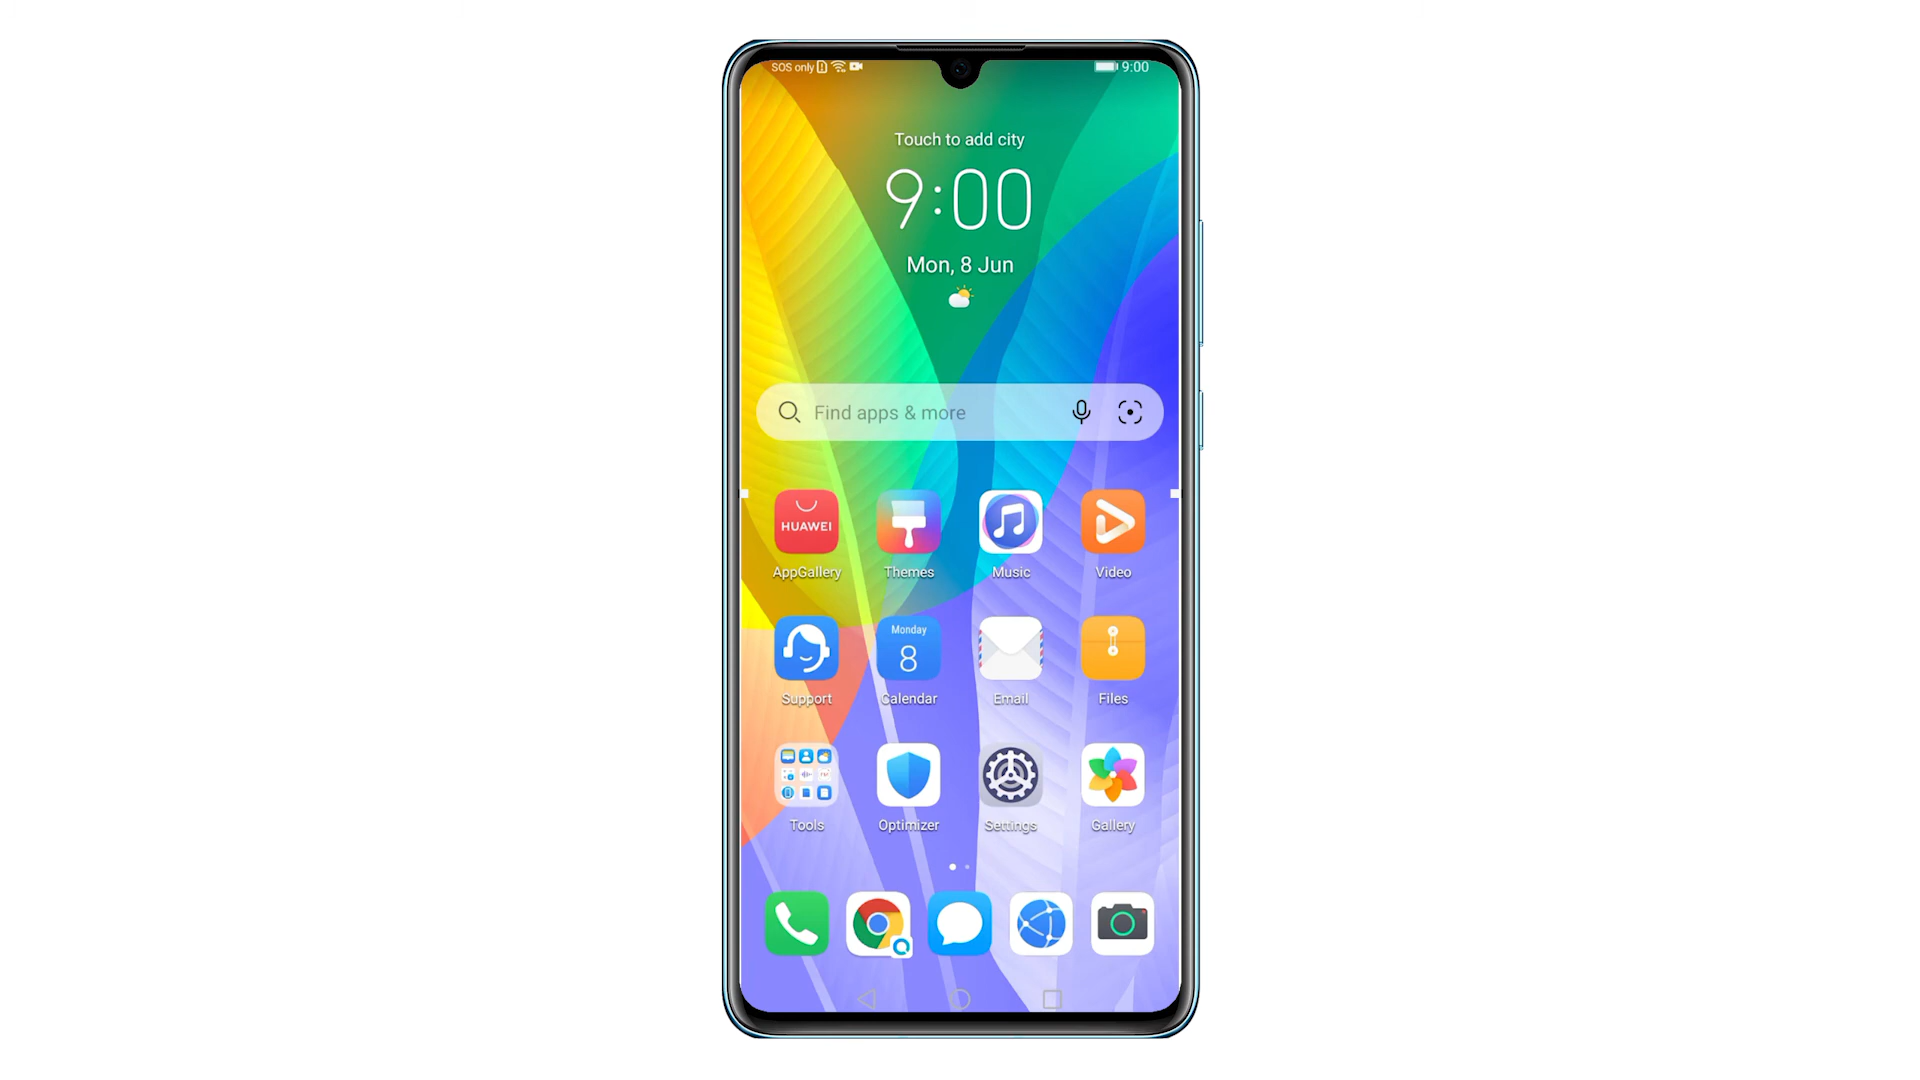 SOS only 9:00
Touch to add city
9:00
Mon, 8 Jun
Find apps & more
HUAWEI
AppGallery Themes Music Video
Monday
8
Support Calendar Email Files
Tools Optimizer Settings Gallery